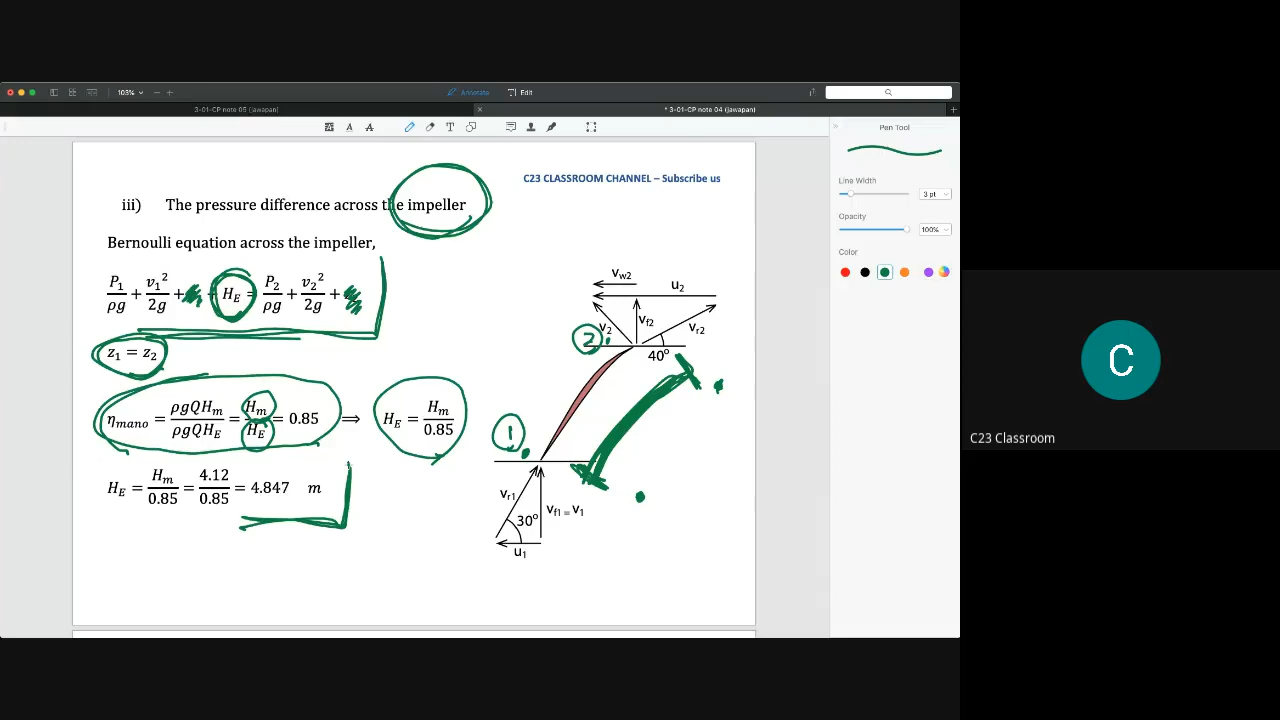 103%
Annotate
Edit
3-01-CP note 05 (jawapan)
* 3-01-CP note 04 (jawapan)
Pen Tool
Line Width
3 pt
Opacity
100%
Color
C23 CLASSROOM CHANNEL – Subscribe us
iii) The pressure difference across the impeller
Bernoulli equation across the impeller,
P₁/ρg + v₁²/2g + + H_E = P₂/ρg + v₂²/2g +
z₁ = z₂
η_mano = ρgQH_m/ρgQH_E = H_m/H_E = 0.85 ⟹ H_E = H_m/0.85
H_E = H_m/0.85 = 4.12/0.85 = 4.847 m
v_w2
u₂
v₂
v_f2
v_r2
2
40°
1
v_r1
30°
v_f1 = v₁
u₁
C
C23 Classroom